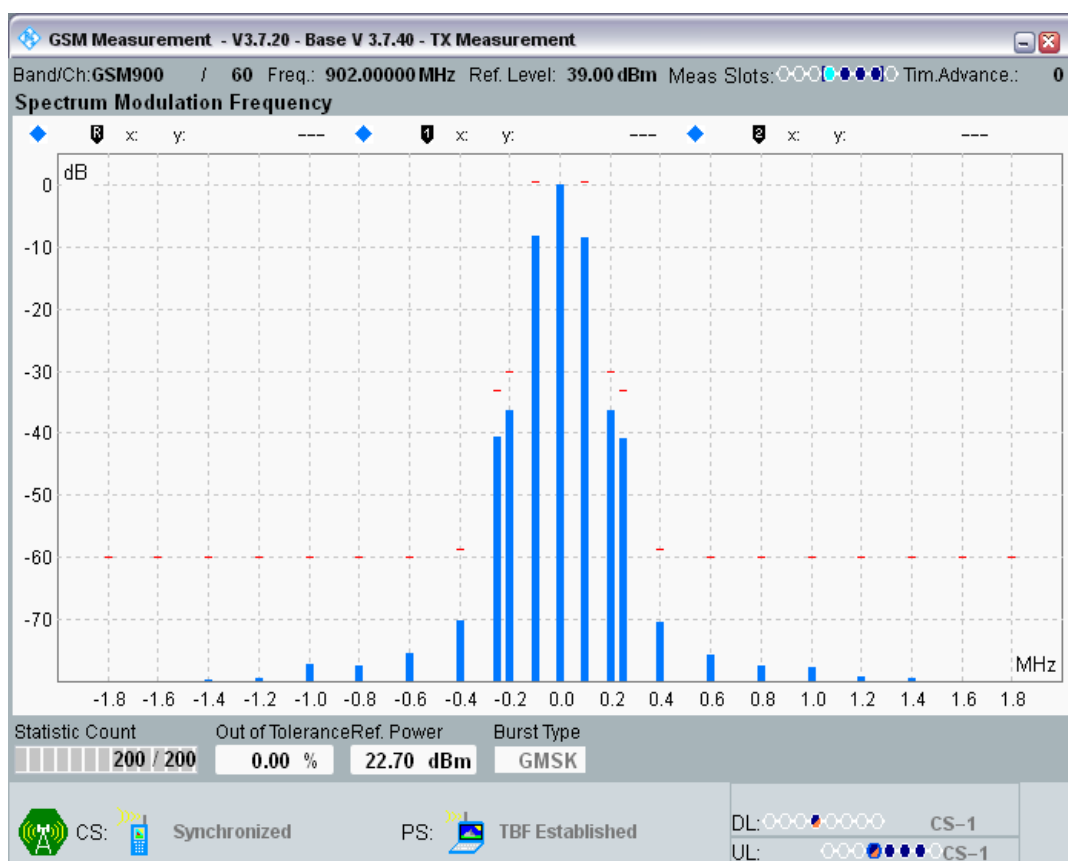 GSM Measurement - V3.7.20 - Base V 3.7.40 - TX Measurement
Band/Ch:GSM900 / 60 Freq.: 902.00000 MHz Ref. Level: 39.00 dBm Meas Slots: Tim.Advance.: 0
Spectrum Modulation Frequency
R x: y: --- 1 x: y: --- 2 x: y: ---
dB
0
-10
-20
-30
-40
-50
-60
-70
MHz
-1.8 -1.6 -1.4 -1.2 -1.0 -0.8 -0.6 -0.4 -0.2 0.0 0.2 0.4 0.6 0.8 1.0 1.2 1.4 1.6 1.8
Statistic Count Out of Tolerance Ref. Power Burst Type
200 / 200 0.00 % 22.70 dBm GMSK
CS: Synchronized PS: TBF Established DL: CS-1
UL: CS-1